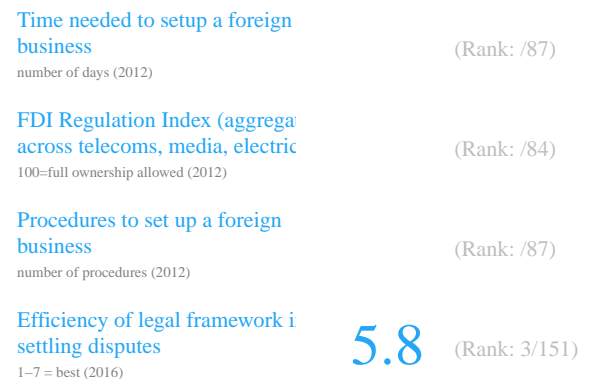 Time needed to setup a foreign
business
number of days (2012)
(Rank: /87)
FDI Regulation Index
across telecoms, media,
100=full ownership allowed (2012)
(Rank: /84)
Procedures to set up a foreign
business
number of procedures (2012)
(Rank: /87)
Efficiency of legal framework
settling disputes
1–7 = best (2016)
5.8
(Rank: 3/151)